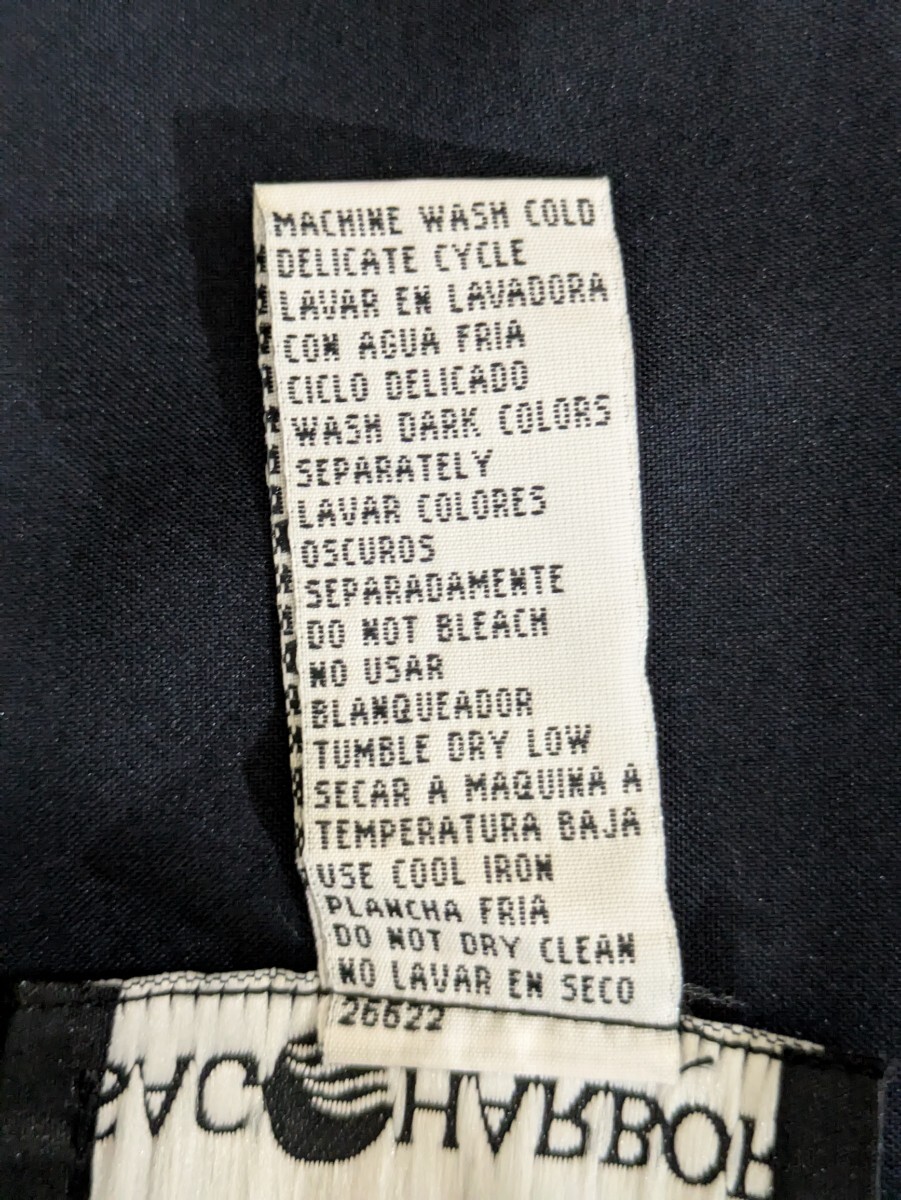 MACHINE WASH COLD
DELICATE CYCLE
LAVAR EN LAVADORA
CON AGUA FRIA
CICLO DELICADO
WASH DARK COLORS
SEPARATELY
LAVAR COLORES
OSCUROS
SEPARADAMENTE
DO NOT BLEACH
NO USAR
BLANQUEADOR
TUMBLE DRY LOW
SECAR A MAQUINA A
TEMPERATURA BAJA
USE COOL IRON
PLANCHA FRIA
DO NOT DRY CLEAN
NO LAVAR EN SECO
26622
SAG HARBOR